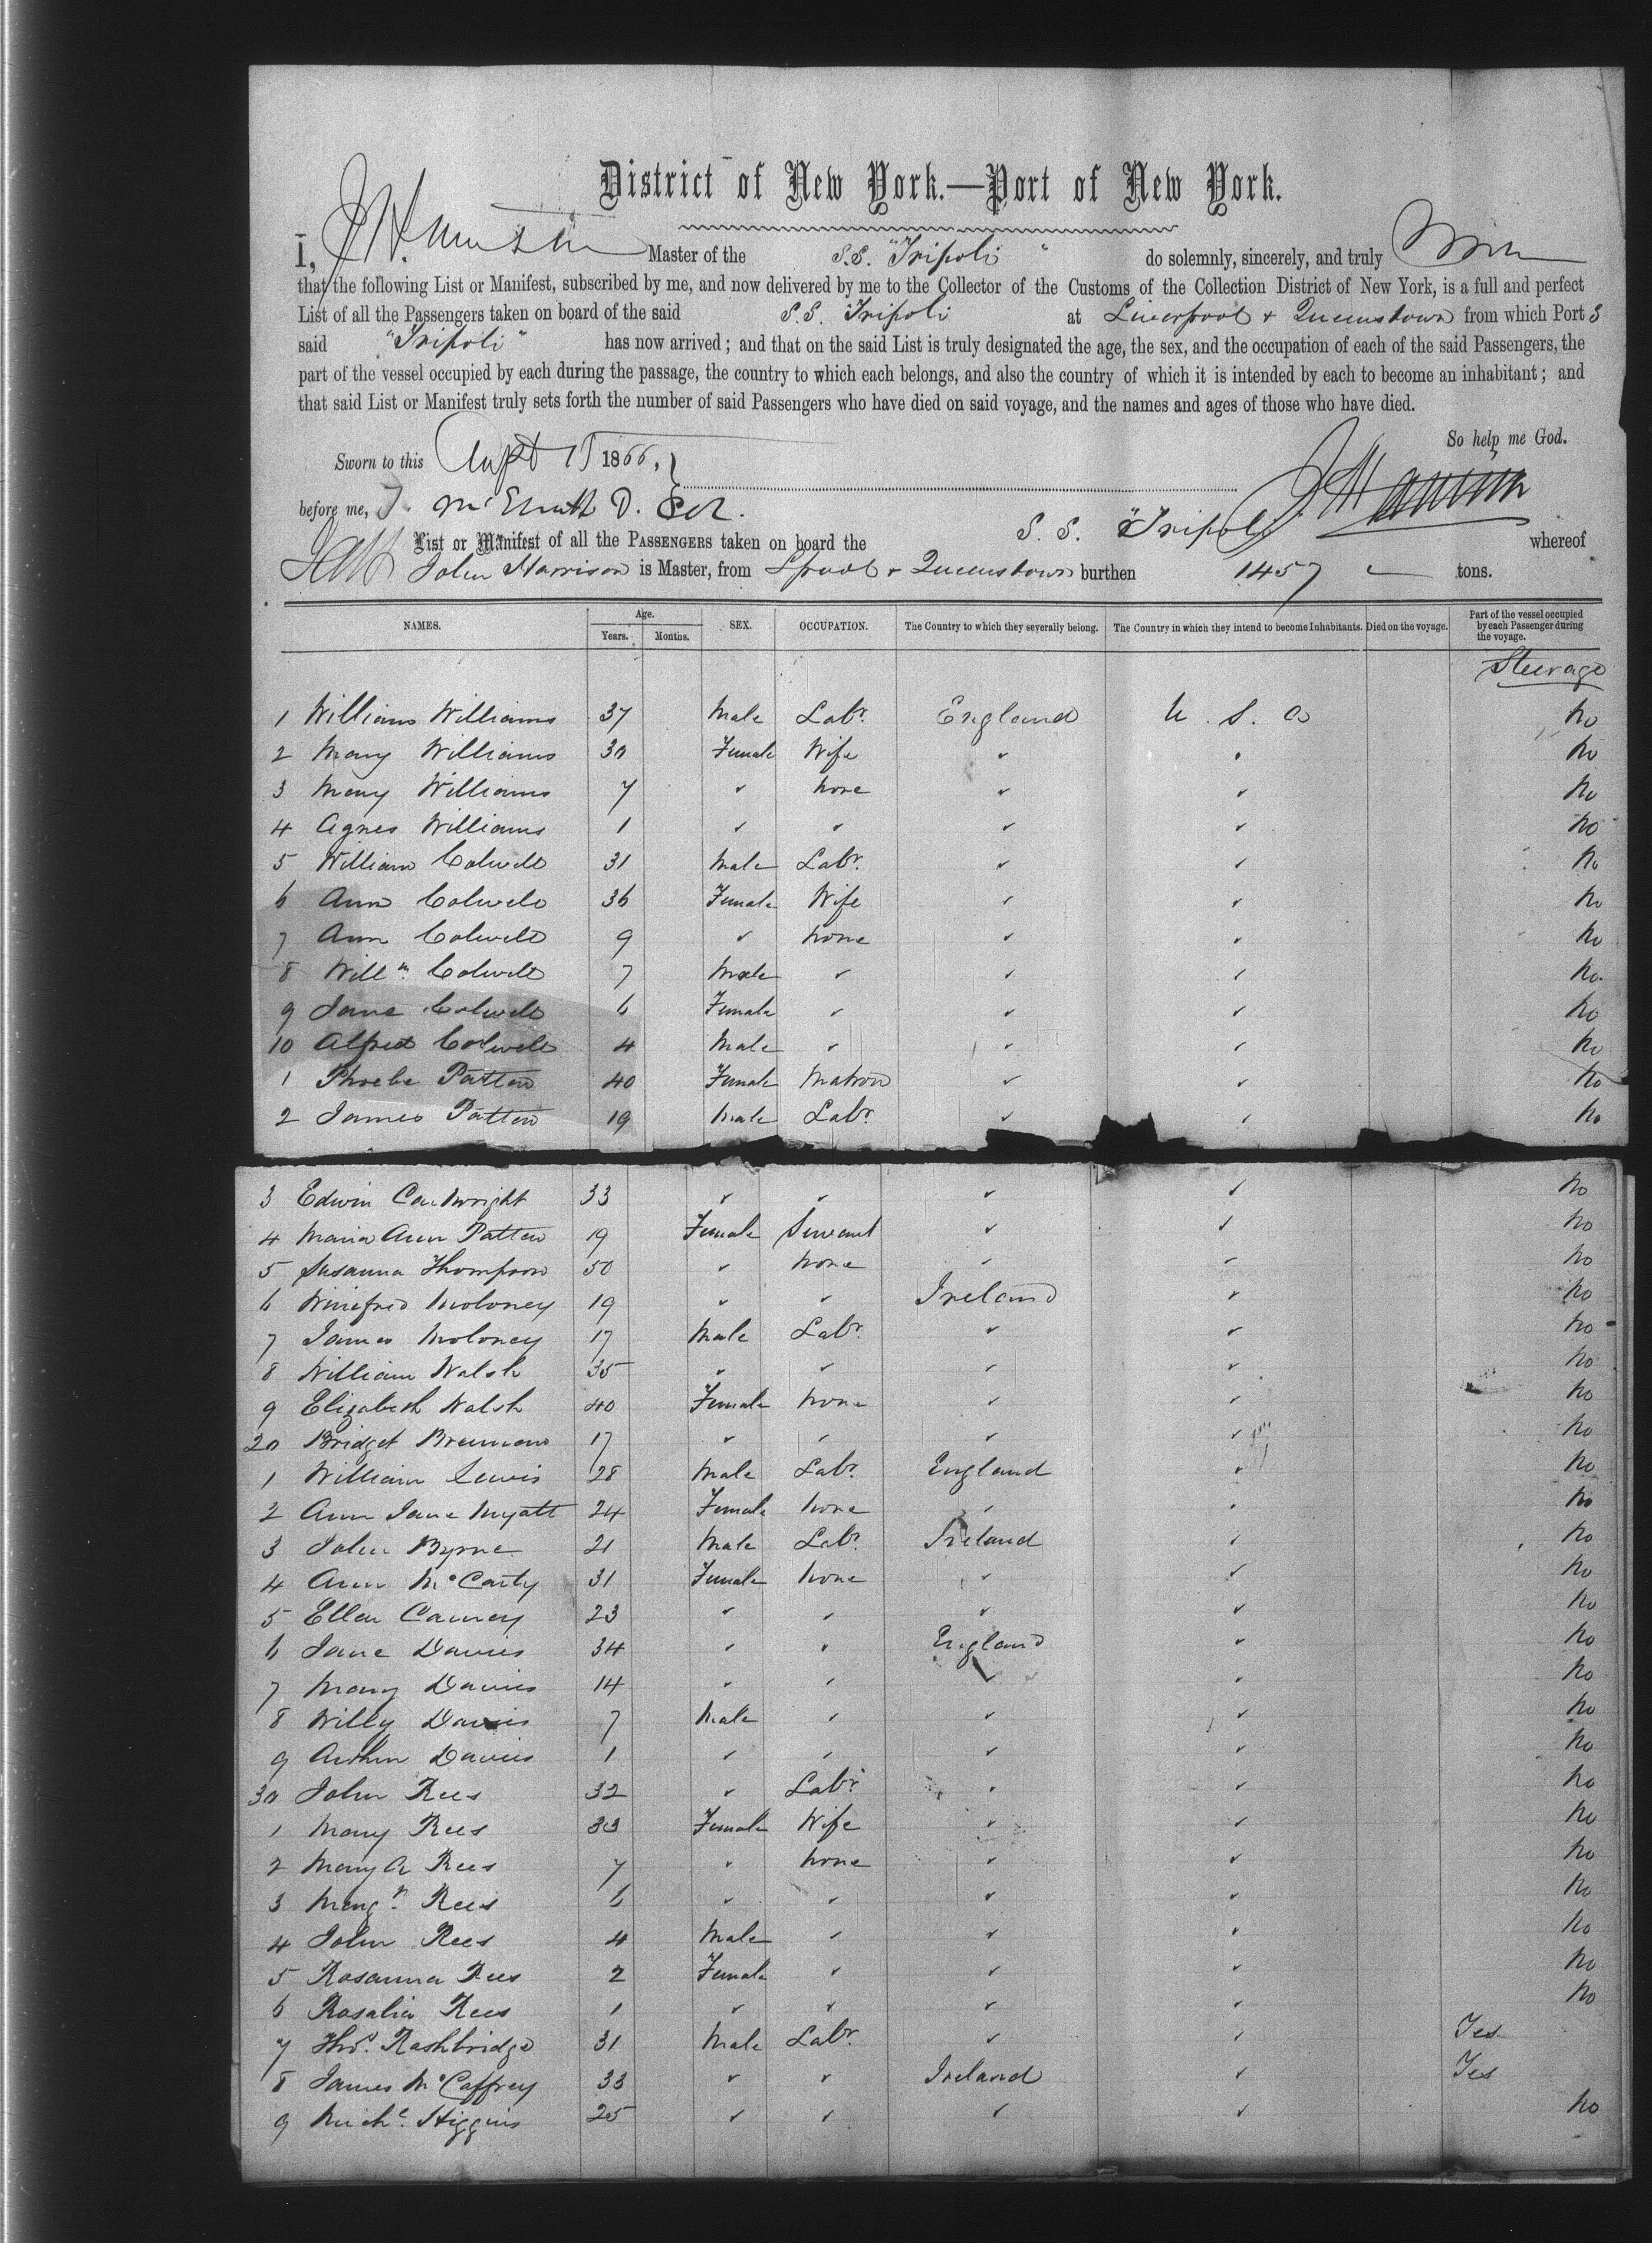 District of New York.—Port of New York.
I, Master of the S.S. "Tripoli" do solemnly, sincerely, and truly
that the following List or Manifest, subscribed by me, and now delivered by me to the Collector of the Customs of the Collection District of New York, is a full and perfect
List of all the Passengers taken on board of the said S.S. Tripoli at Liverpool + Queenstown from which Port s
said "Tripoli" has now arrived; and that on the said List is truly designated the age, the sex, and the occupation of each of the said Passengers, the
part of the vessel occupied by each during the passage, the country to which each belongs, and also the country of which it is intended by each to become an inhabitant; and
that said List or Manifest truly sets forth the number of said Passengers who have died on said voyage, and the names and ages of those who have died.
So help me God.
Sworn to this 1866,
before me,
List or Manifest of all the PASSENGERS taken on board the S. S. Tripoli whereof
John Harrison is Master, from Lpool + Queenstown burthen 1457 tons.
NAMES. Age. Years. Months. SEX. OCCUPATION. The Country to which they severally belong. The Country in which they intend to become Inhabitants. Died on the voyage. Part of the vessel occupied by each Passenger during the voyage.
Steerage
1 William Williams 37 Male Labr. England U. S. a No
2 Mary Williams 30 Female Wife ✓ ✓ No
3 Mary Williams 7 ✓ None ✓ ✓ No
4 Agnes Williams 1 ✓ ✓ ✓ ✓ No
5 William Colwell 31 Male Labr. ✓ ✓ No
6 Ann Colwell 36 Female Wife ✓ ✓ No
7 Ann Colwell 9 ✓ None ✓ ✓ No
8 Willm. Colwell 7 Male ✓ ✓ ✓ No
9 Jane Colwell 6 Female ✓ ✓ ✓ No
10 Alfred Colwell 4 Male ✓ ✓ ✓ No
1 Phoebe Patten 40 Female Matron ✓ ✓ No
2 James Patten 19 Male Labr. ✓ ✓ No
3 Edwin Cartwright 33 ✓ ✓ ✓ ✓ No
4 Maria Ann Patten 19 Female Servant ✓ ✓ No
5 Susanna Thompson 50 ✓ None ✓ ✓ No
6 Winifred Moloney 19 ✓ ✓ Ireland ✓ No
7 James Moloney 17 Male Labr. ✓ ✓ No
8 William Walsh 35 ✓ ✓ ✓ ✓ No
9 Elizabeth Walsh 40 Female None ✓ ✓ No
20 Bridget Brennan 17 ✓ ✓ ✓ ✓ No
1 William Lewis 28 Male Labr. England ✓ No
2 Ann Jane Myatt 24 Female None ✓ ✓ No
3 John Byrne 21 Male Labr. Ireland ✓ No
4 Ann McCarty 31 Female None ✓ ✓ No
5 Ellen 23 ✓ ✓ ✓ ✓ No
6 Jane Davies 34 ✓ ✓ England ✓ No
7 Mary Davies 14 ✓ ✓ ✓ ✓ No
8 Willy Davies 7 Male ✓ ✓ ✓ No
9 Arthur Davies 1 ✓ ✓ ✓ ✓ No
30 John Rees 32 ✓ Labr. ✓ ✓ No
1 Mary Rees 33 Female Wife ✓ ✓ No
2 Mary A Rees 7 ✓ None ✓ ✓ No
3 Rees 6 ✓ ✓ ✓ ✓ No
4 John Rees 4 Male ✓ ✓ ✓ No
5 Rosanna Rees 2 Female ✓ ✓ ✓ No
6 Rosalia Rees 1 ✓ ✓ ✓ ✓ No
7 Thos. Rashbridge 31 Male Labr. ✓ ✓ Yes
8 James McCaffrey 33 ✓ ✓ Ireland ✓ Yes
9 Miche. Higgins 25 ✓ ✓ ✓ ✓ No